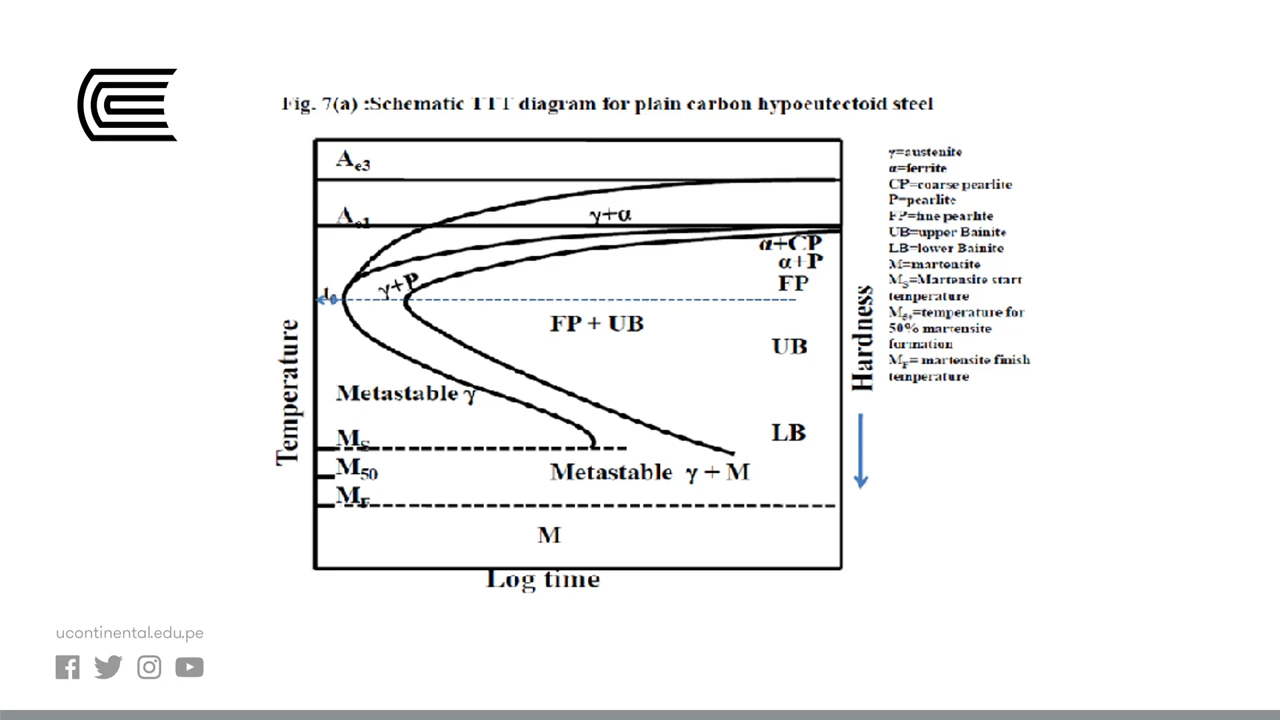 Fig. 7(a) :Schematic TTT diagram for plain carbon hypoeutectoid steel
Ae3
γ=austenite
α=ferrite
CP=coarse pearlite
P=pearlite
FP=fine pearlite
UB=upper Bainite
LB=lower Bainite
M=martensite
MS=Martensite start
temperature
M50=temperature for
50% martensite
formation
MF= martensite finish
temperature
γ+α
Ae1
α+CP
α+P
FP
γ+P
t0
FP + UB
UB
Hardness
Temperature
Metastable γ
LB
MS
M50
Metastable γ + M
MF
M
Log time
ucontinental.edu.pe